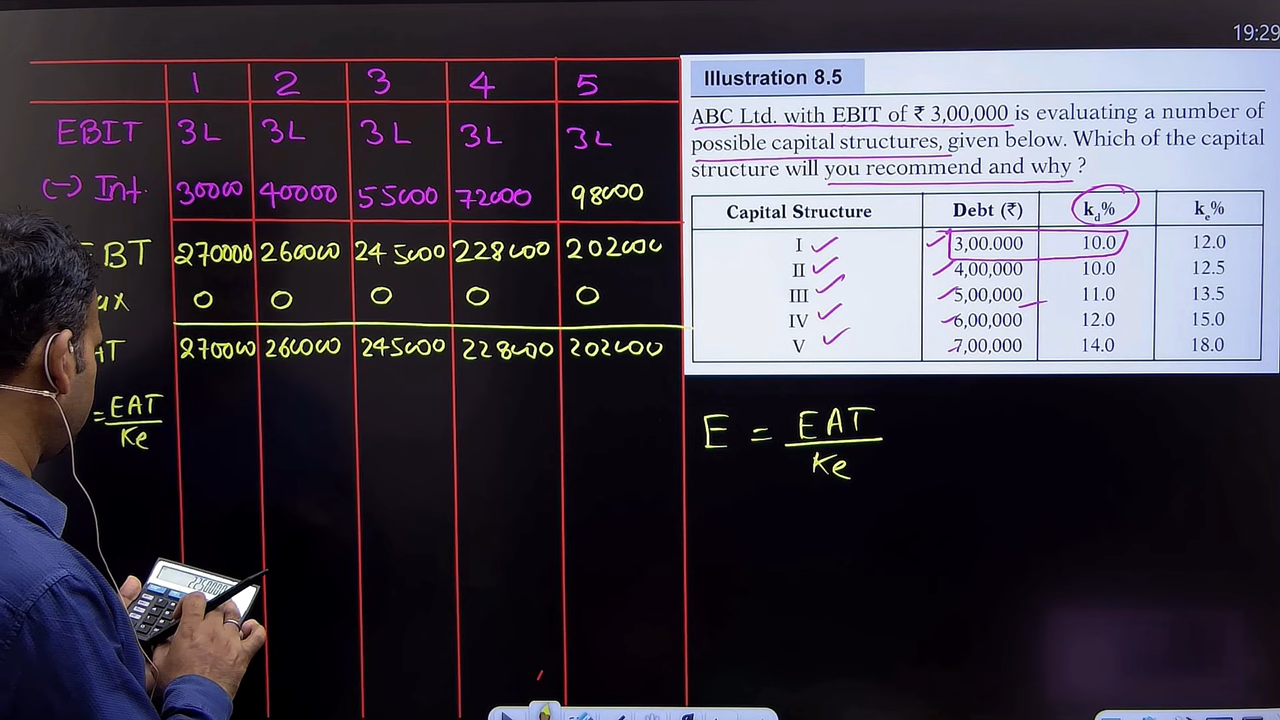 19:29
1 2 3 4 5
EBIT 3L 3L 3L 3L 3L
(-) Int. 30000 40000 55000 72000 98000
EBT 270000 260000 245000 228000 202000
0 0 0 0 0
270000 260000 245000 228000 202000
= EAT
Ke
Illustration 8.5
ABC Ltd. with EBIT of ₹ 3,00,000 is evaluating a number of
possible capital structures, given below. Which of the capital
structure will you recommend and why ?
Capital Structure Debt (₹) kd% ke%
I 3,00.000 10.0 12.0
II 4,00,000 10.0 12.5
III 5,00,000 11.0 13.5
IV 6,00,000 12.0 15.0
V 7,00,000 14.0 18.0
E = EAT
Ke